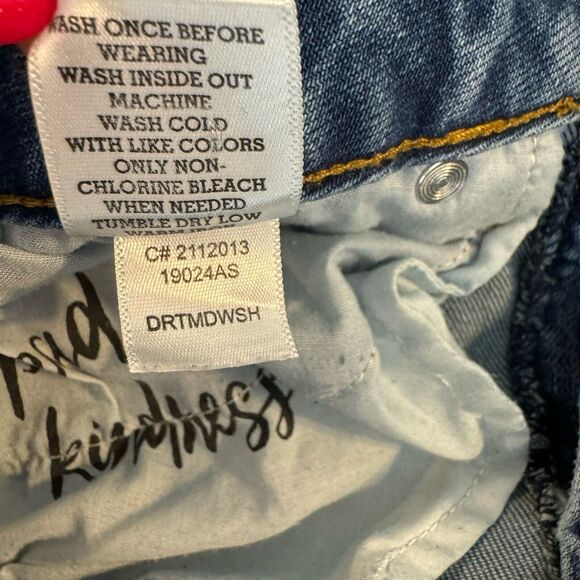 WASH ONCE BEFORE
WEARING
WASH INSIDE OUT
MACHINE
WASH COLD
WITH LIKE COLORS
ONLY NON-
CHLORINE BLEACH
WHEN NEEDED
TUMBLE DRY LOW
C# 2112013
19024AS
DRTMDWSH
kindness